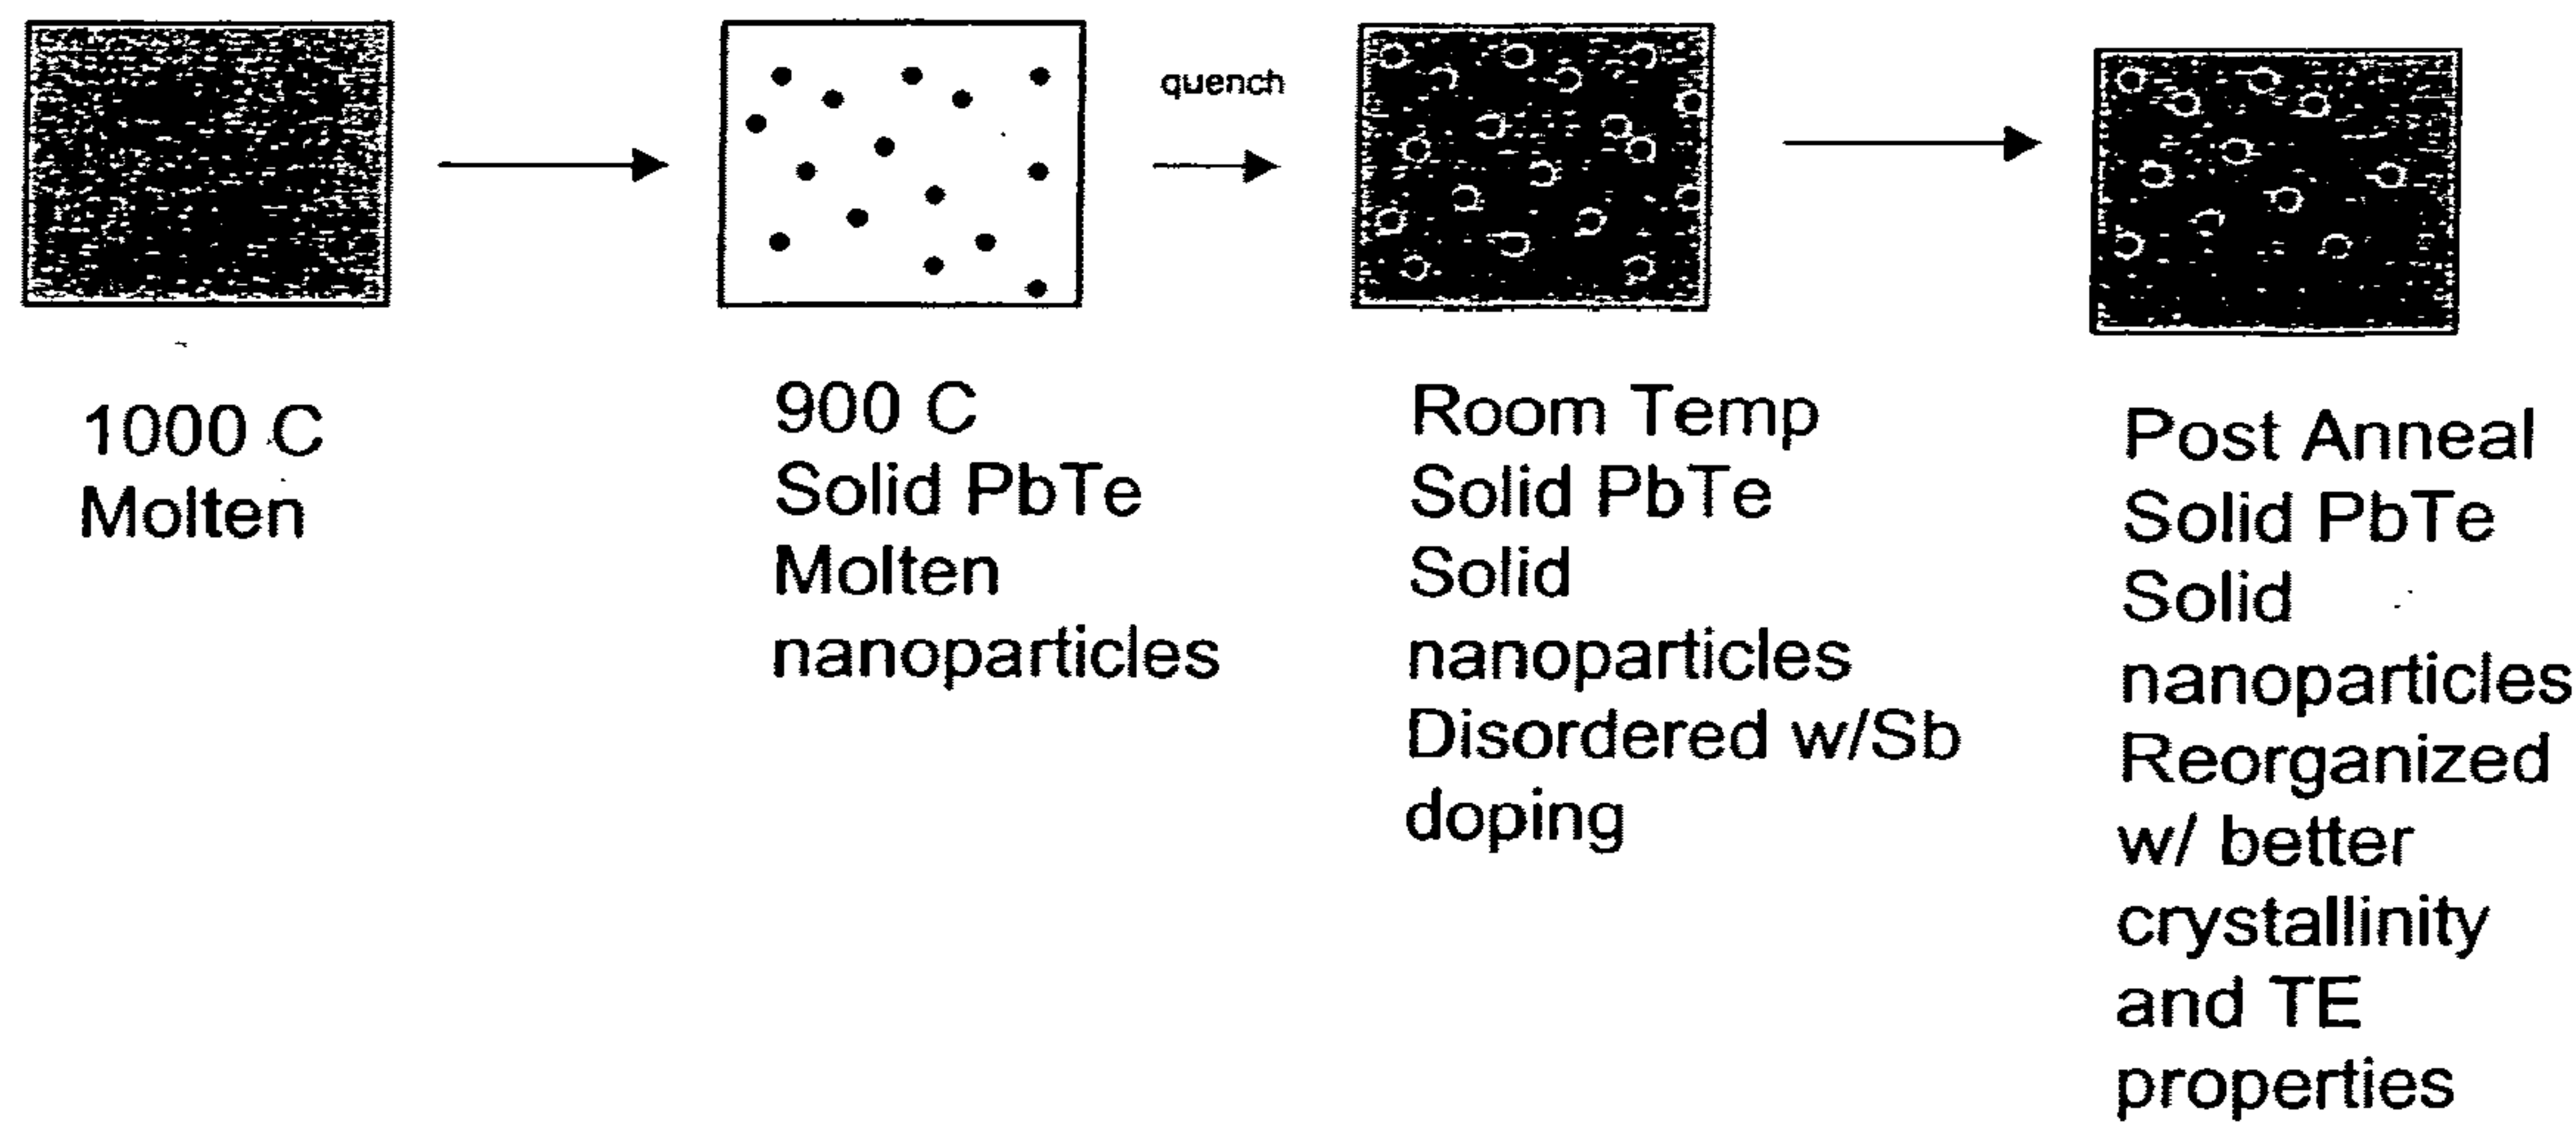 1000 C
Molten
900 C
Solid PbTe
Molten
nanoparticles
quench
Room Temp
Solid PbTe
Solid
nanoparticles
Disordered w/Sb
doping
Post Anneal
Solid PbTe
Solid
nanoparticles
Reorganized
w/ better
crystallinity
and TE
properties